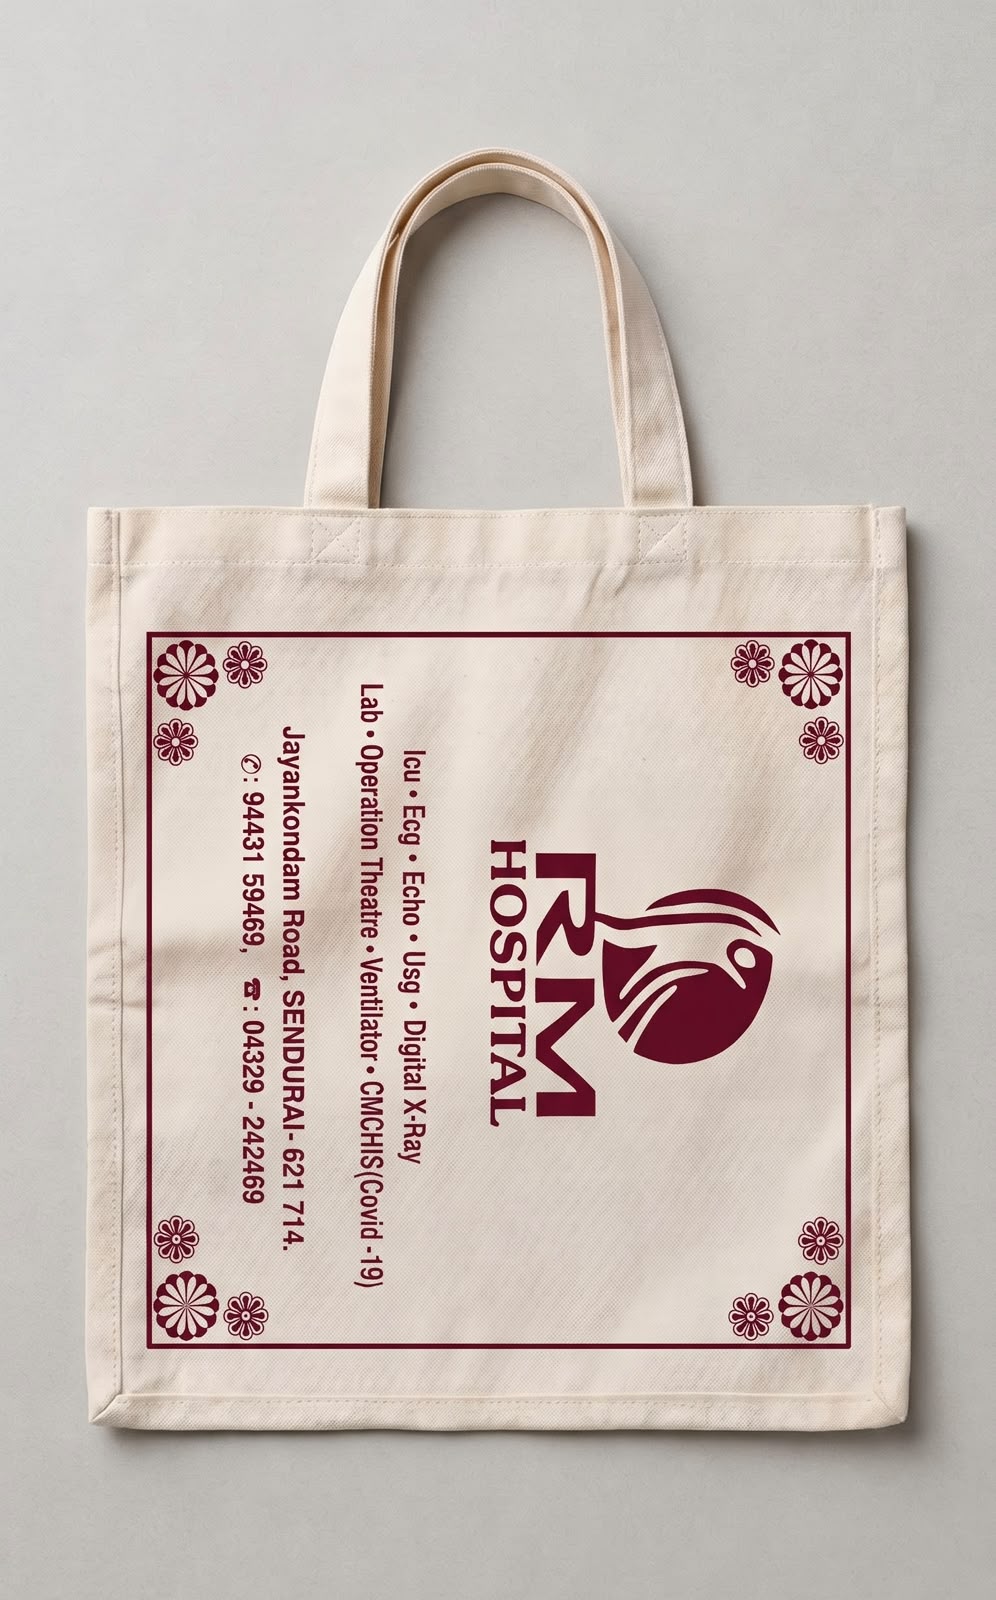 RM
HOSPITAL
Icu • Ecg • Echo • Usg • Digital X-Ray
Lab • Operation Theatre • Ventilator • CMCHIS(Covid -19)
Jayankondam Road, SENDURAI- 621 714.
✆: 94431 59469, ☎: 04329 - 242469